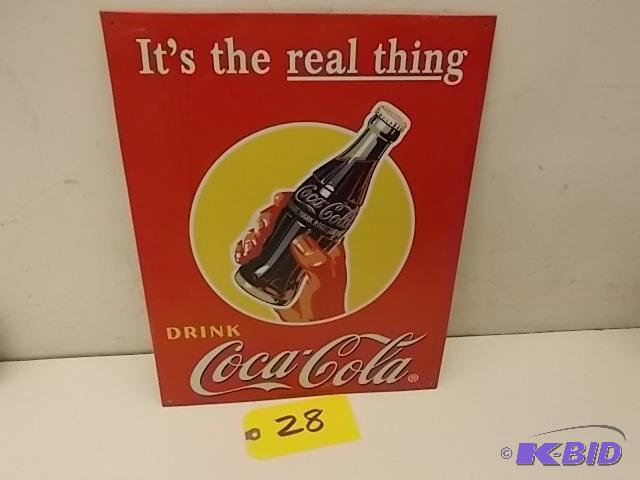 It's the real thing
Coca-Cola
DRINK
Coca-Cola ®
28
© K-BID